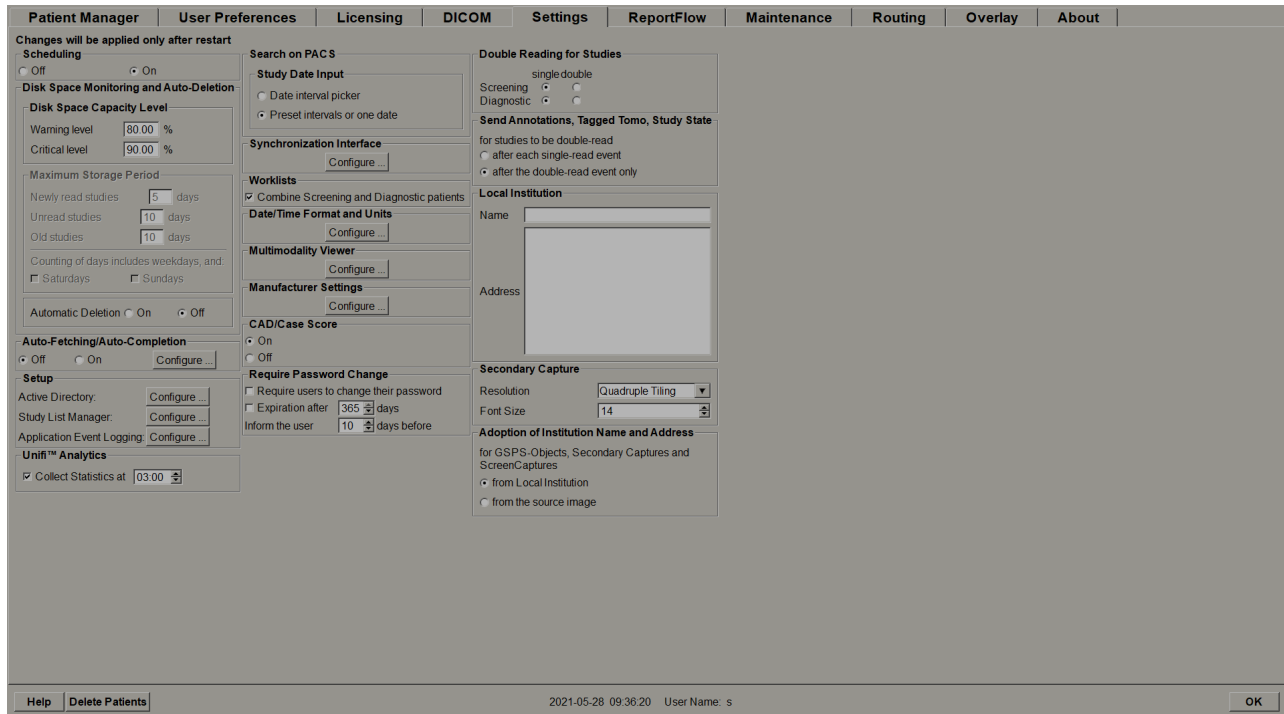 Patient Manager User Preferences Licensing DICOM Settings ReportFlow Maintenance Routing Overlay About
Changes will be applied only after restart
Scheduling
Off On
Disk Space Monitoring and Auto-Deletion
Disk Space Capacity Level
Warning level 80.00 %
Critical level 90.00 %
Maximum Storage Period
Newly read studies 5 days
Unread studies 10 days
Old studies 10 days
Counting of days includes weekdays, and:
Saturdays Sundays
Automatic Deletion On Off
Auto-Fetching/Auto-Completion
Off On Configure ...
Setup
Active Directory: Configure ...
Study List Manager: Configure ...
Application Event Logging: Configure ...
Unifi™ Analytics
Collect Statistics at 03:00
Search on PACS
Study Date Input
Date interval picker
Preset intervals or one date
Synchronization Interface
Configure ...
Worklists
Combine Screening and Diagnostic patients
Date/Time Format and Units
Configure ...
Multimodality Viewer
Configure ...
Manufacturer Settings
Configure ...
CAD/Case Score
On
Off
Require Password Change
Require users to change their password
Expiration after 365 days
Inform the user 10 days before
Double Reading for Studies
single double
Screening
Diagnostic
Send Annotations, Tagged Tomo, Study State
for studies to be double-read
after each single-read event
after the double-read event only
Local Institution
Name
Address
Secondary Capture
Resolution Quadruple Tiling
Font Size 14
Adoption of Institution Name and Address
for GSPS-Objects, Secondary Captures and
ScreenCaptures
from Local Institution
from the source image
Help Delete Patients 2021-05-28 09:36:20 User Name: s OK